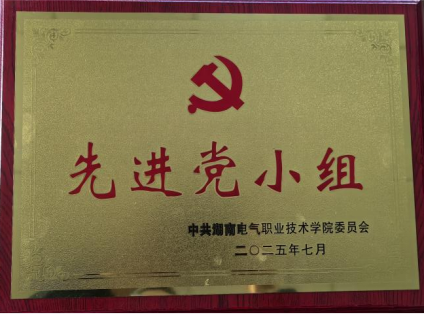 先进党小组
中共湖南电气职业技术学院委员会
二〇二五年七月